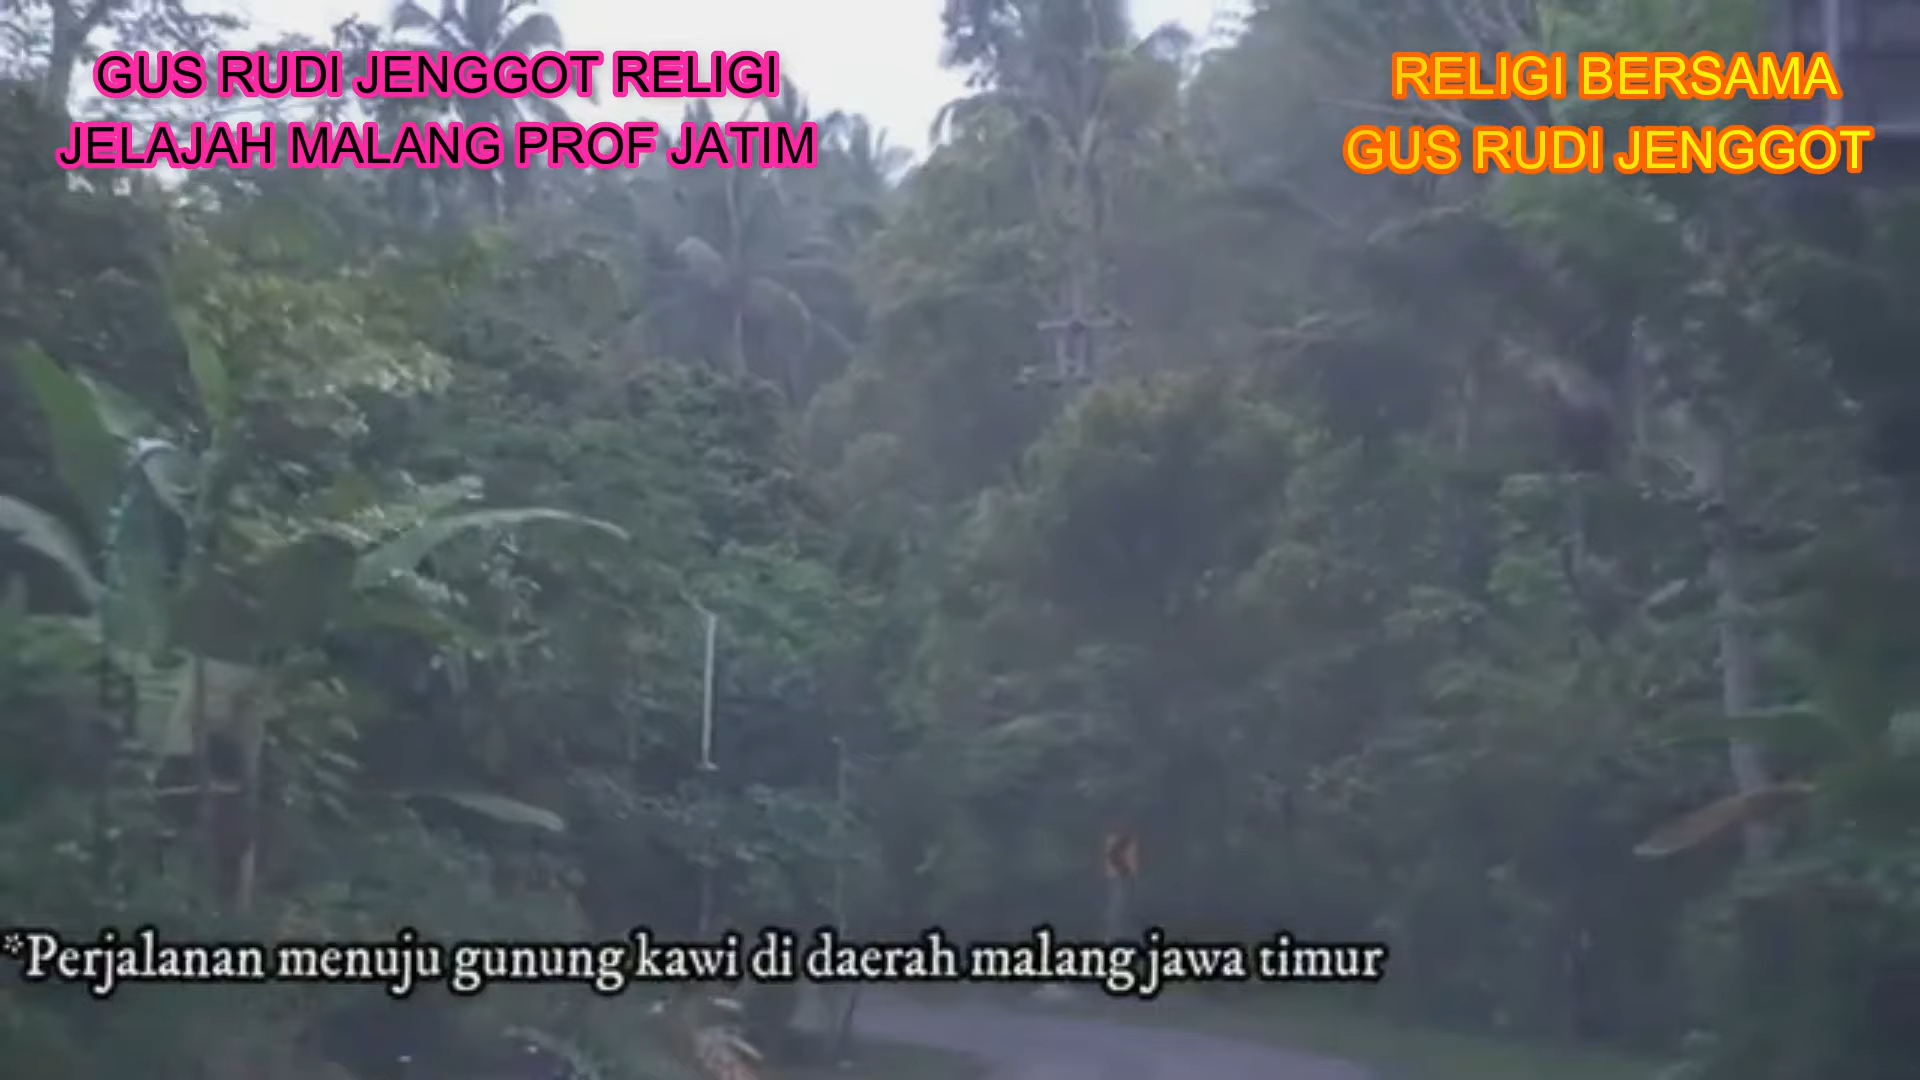 GUS RUDI JENGGOT RELIGI
JELAJAH MALANG PROF JATIM
RELIGI BERSAMA
GUS RUDI JENGGOT
*Perjalanan menuju gunung kawi di daerah malang jawa timur